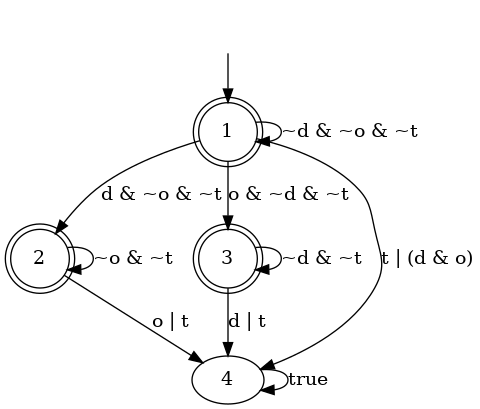 1
~d & ~o & ~t
d & ~o & ~t
o & ~d & ~t
2
~o & ~t
3
~d & ~t
t | (d & o)
o | t
d | t
4
true